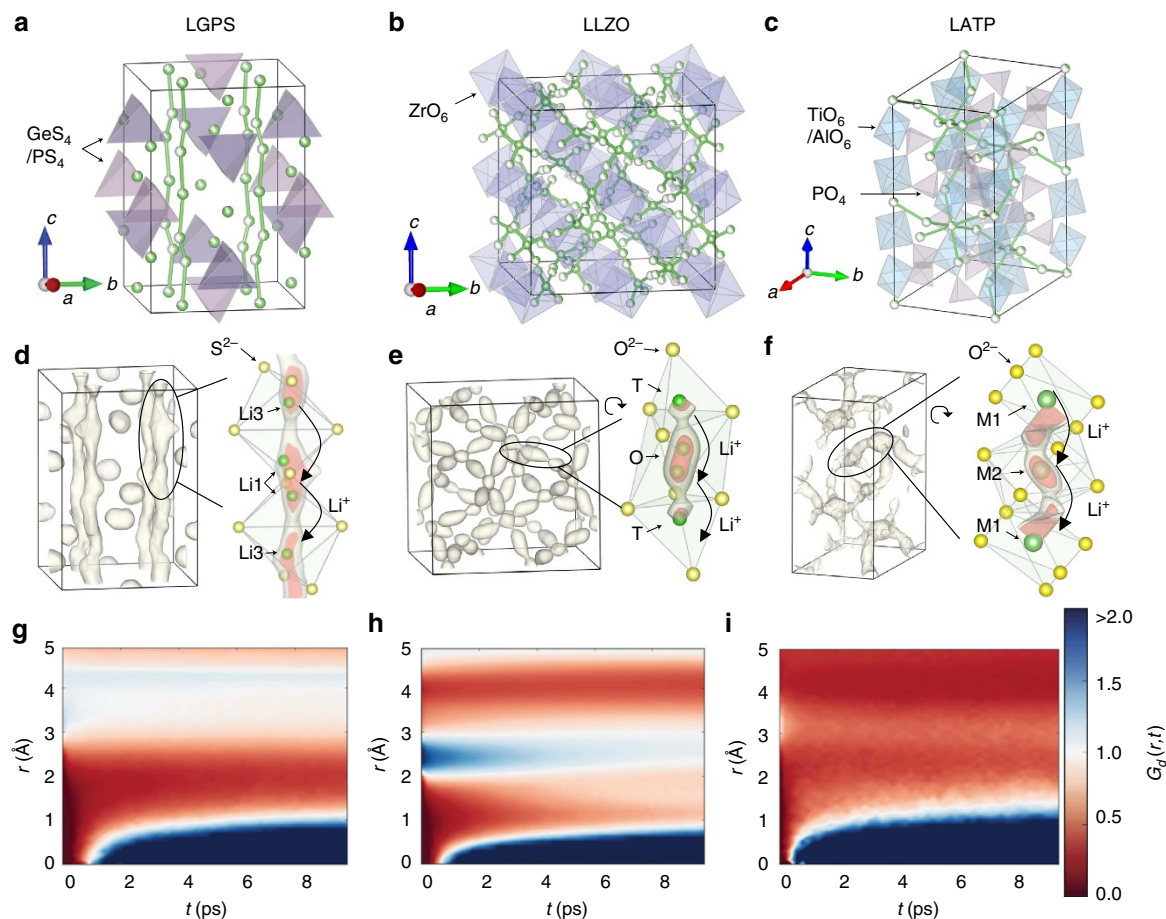 a LGPS
b LLZO
c LATP
GeS4
/PS4
c
a
b
ZrO6
c
a
b
TiO6
/AlO6
PO4
c
a
b
d
S2−
Li3
Li1
Li+
Li3
e
O2−
T
O
T
Li+
Li+
f
O2−
M1
M2
M1
Li+
Li+
g
5
4
3
2
1
0
r (Å)
0 2 4 6 8
t (ps)
h
5
4
3
2
1
0
r (Å)
0 2 4 6 8
t (ps)
i
5
4
3
2
1
0
r (Å)
0 2 4 6 8
t (ps)
>2.0
1.5
1.0
0.5
0.0
Gd (r,t)